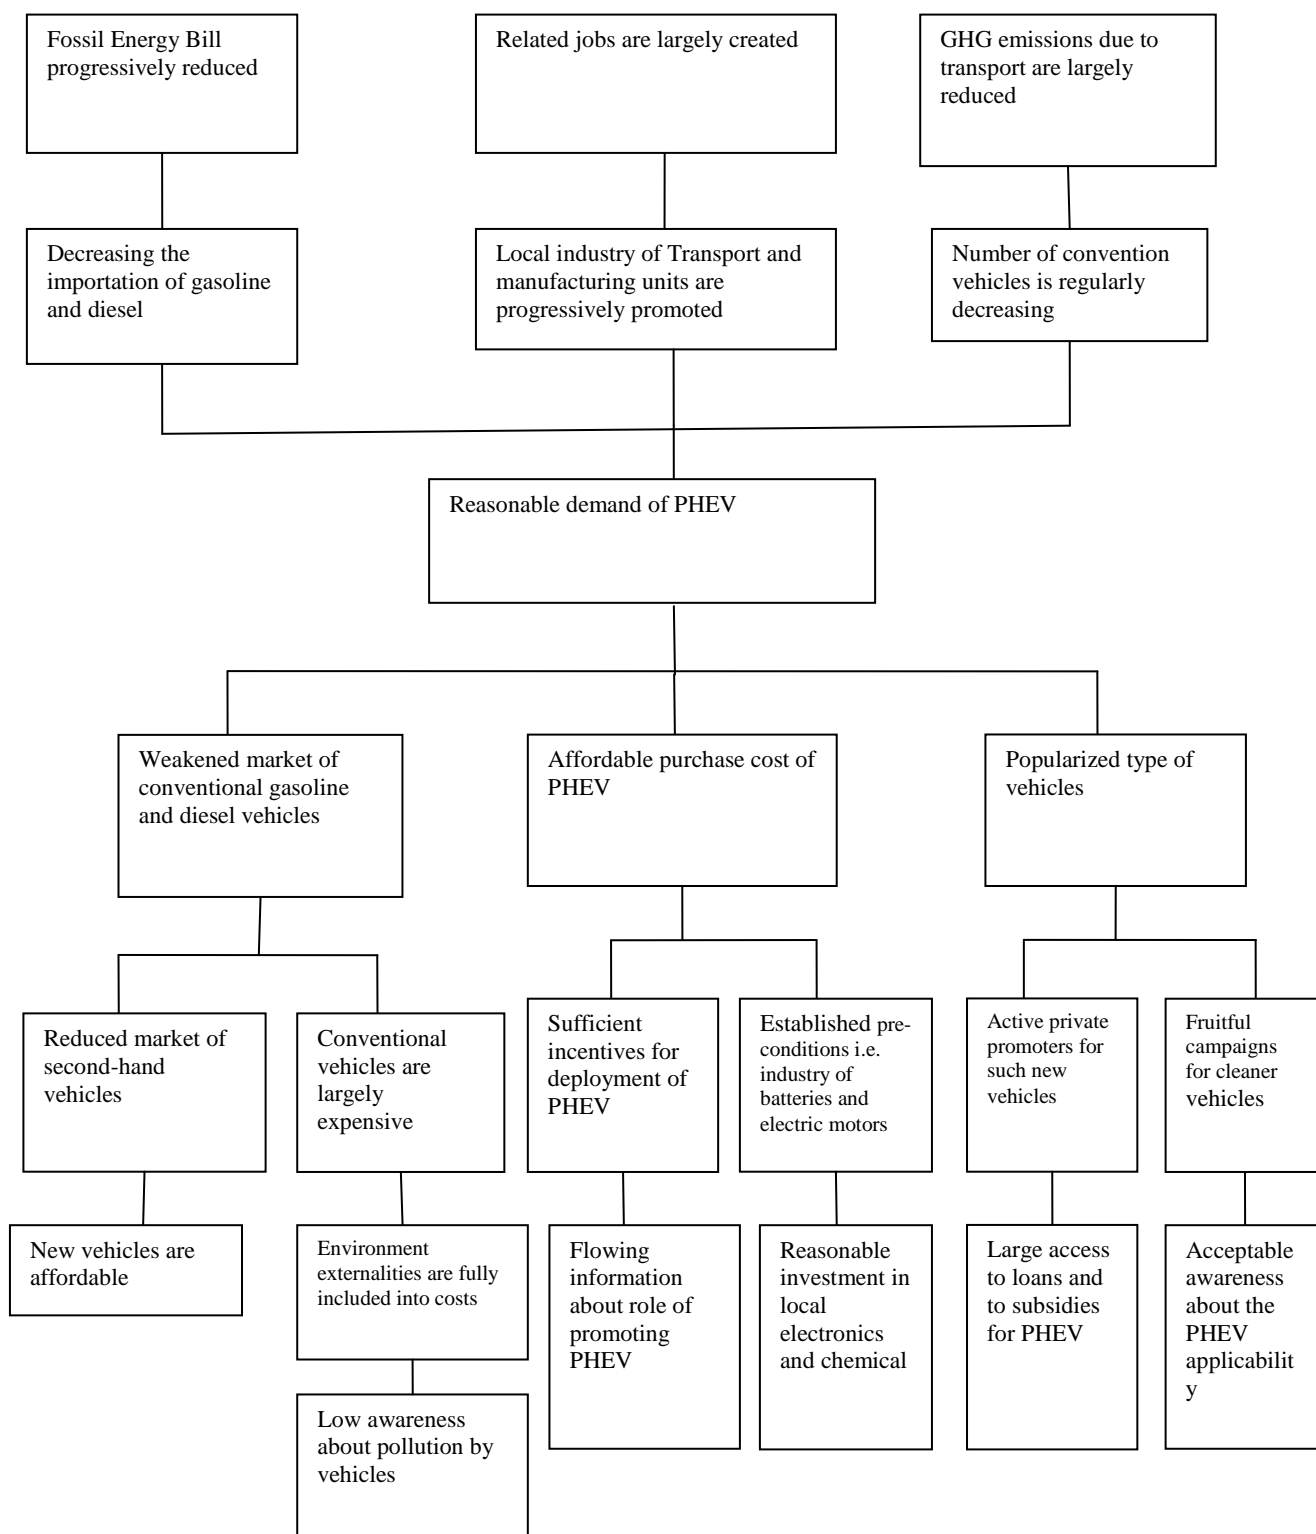 Fossil Energy Bill
progressively reduced
Related jobs are largely created
GHG emissions due to
transport are largely
reduced
Decreasing the
importation of gasoline
and diesel
Local industry of Transport and
manufacturing units are
progressively promoted
Number of convention
vehicles is regularly
decreasing
Reasonable demand of PHEV
Weakened market of
conventional gasoline
and diesel vehicles
Affordable purchase cost of
PHEV
Popularized type of
vehicles
Reduced market of
second-hand
vehicles
Conventional
vehicles are
largely
expensive
Sufficient
incentives for
deployment of
PHEV
Established pre-
conditions i.e.
industry of
batteries and
electric motors
Active private
promoters for
such new
vehicles
Fruitful
campaigns
for cleaner
vehicles
New vehicles are
affordable
Environment
externalities are fully
included into costs
Flowing
information
about role of
promoting
PHEV
Reasonable
investment in
local
electronics
and chemical
Large access
to loans and
to subsidies
for PHEV
Acceptable
awareness
about the
PHEV
applicabilit
y
Low awareness
about pollution by
vehicles